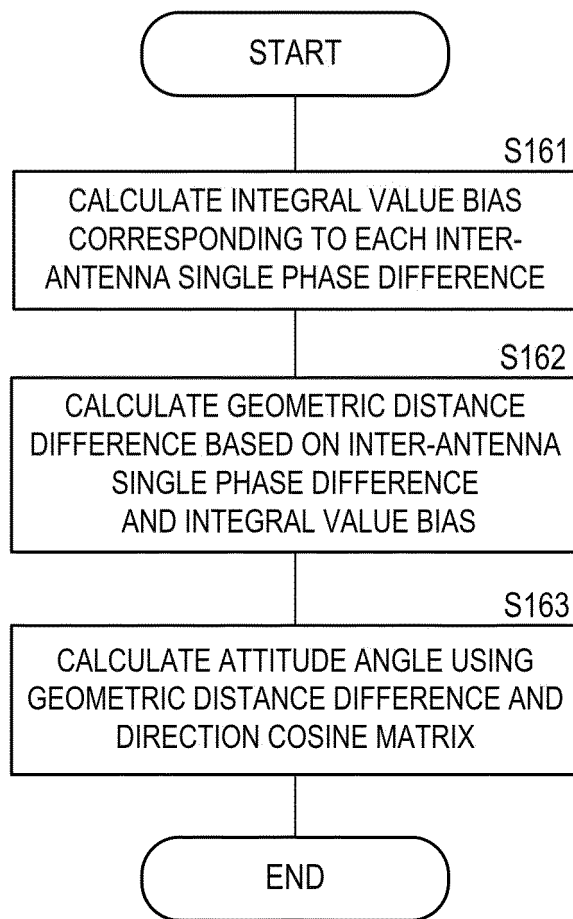 START
S161
CALCULATE INTEGRAL VALUE BIAS
CORRESPONDING TO EACH INTER-
ANTENNA SINGLE PHASE DIFFERENCE
S162
CALCULATE GEOMETRIC DISTANCE
DIFFERENCE BASED ON INTER-ANTENNA
SINGLE PHASE DIFFERENCE
AND INTEGRAL VALUE BIAS
S163
CALCULATE ATTITUDE ANGLE USING
GEOMETRIC DISTANCE DIFFERENCE AND
DIRECTION COSINE MATRIX
END